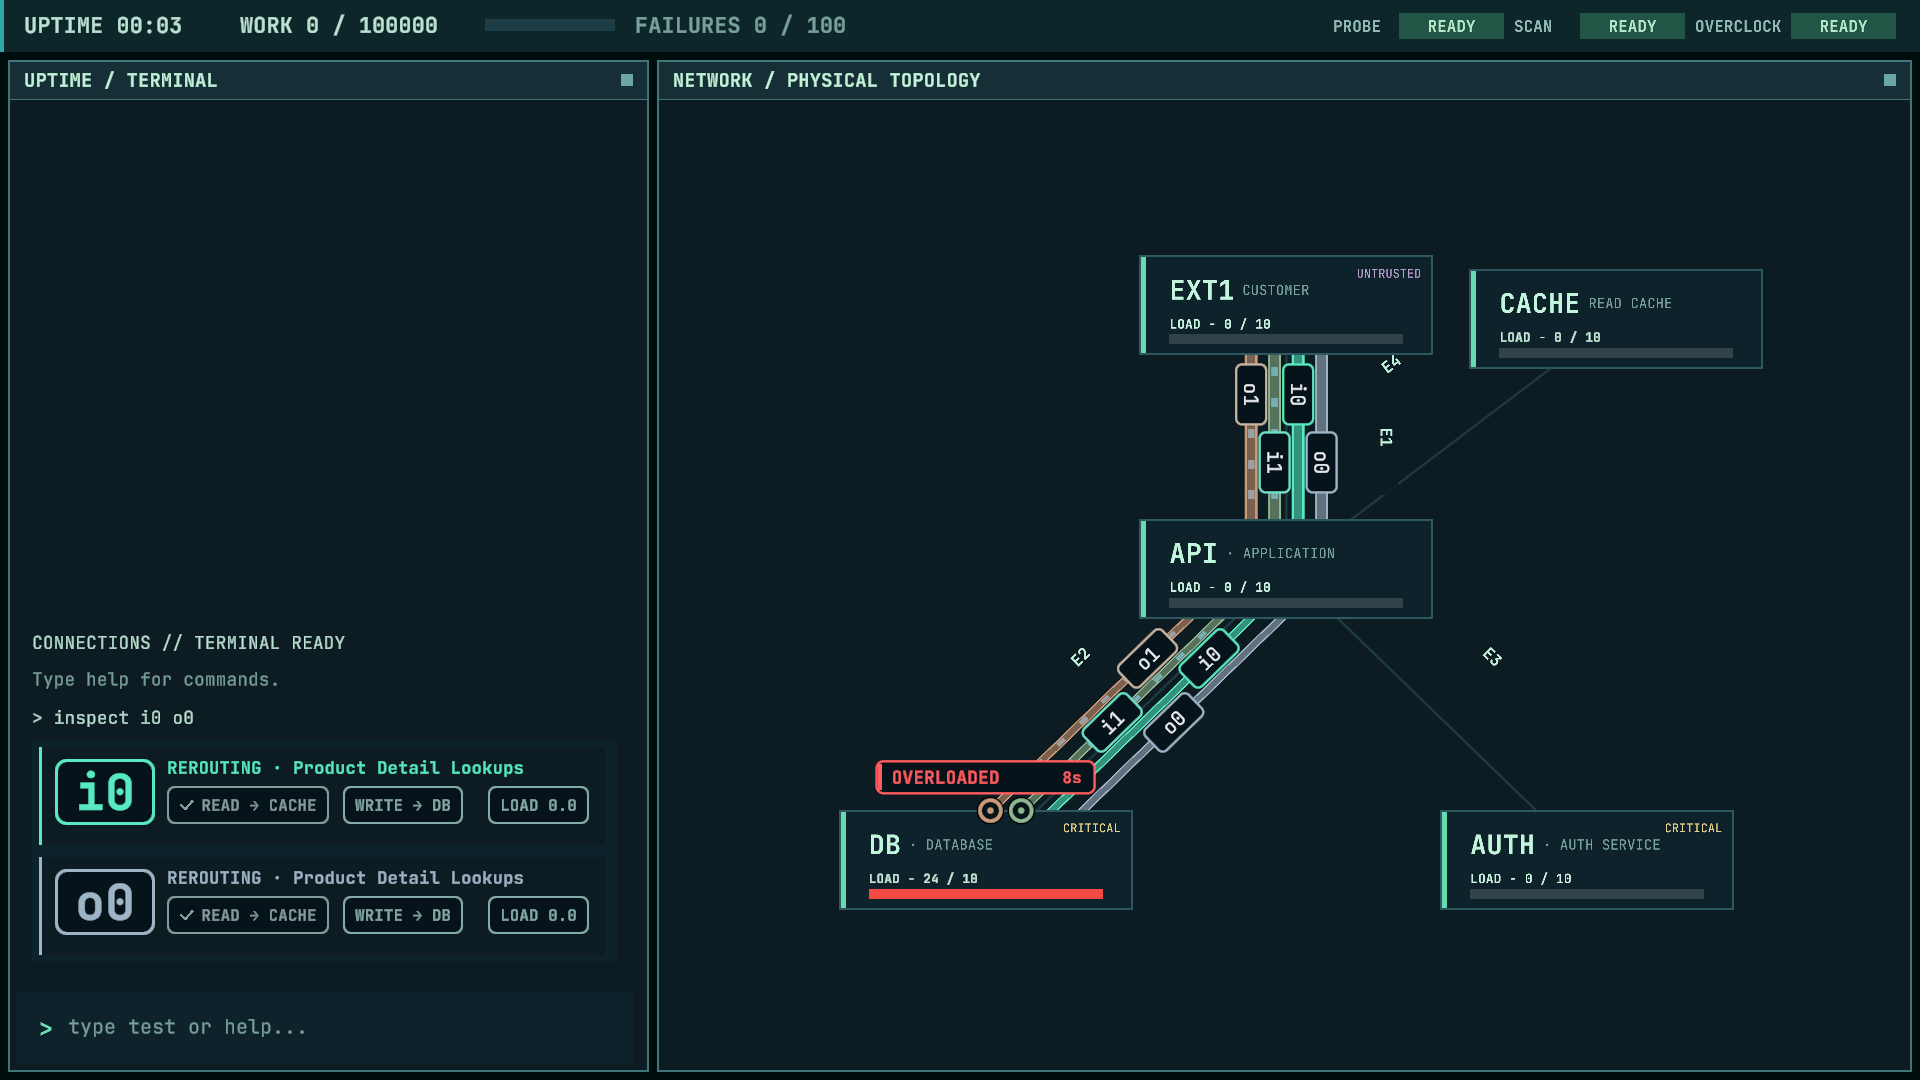 UPTIME 00:03 WORK 0 / 100000 FAILURES 0 / 100 PROBE READY SCAN READY OVERCLOCK READY
UPTIME / TERMINAL
CONNECTIONS // TERMINAL READY
Type help for commands.
> inspect i0 o0
i0 REROUTING · Product Detail Lookups
✓ READ → CACHE WRITE → DB LOAD 0.0
o0 REROUTING · Product Detail Lookups
✓ READ → CACHE WRITE → DB LOAD 0.0
> type test or help...
NETWORK / PHYSICAL TOPOLOGY
UNTRUSTED
EXT1 CUSTOMER
LOAD - 0 / 10
CACHE READ CACHE
LOAD - 0 / 10
E4
o1 i0
E1
i1 o0
API · APPLICATION
LOAD - 0 / 10
E2
o1 i0
E3
i1 o0
OVERLOADED 8s
CRITICAL
DB · DATABASE
LOAD - 24 / 10
CRITICAL
AUTH · AUTH SERVICE
LOAD - 0 / 10